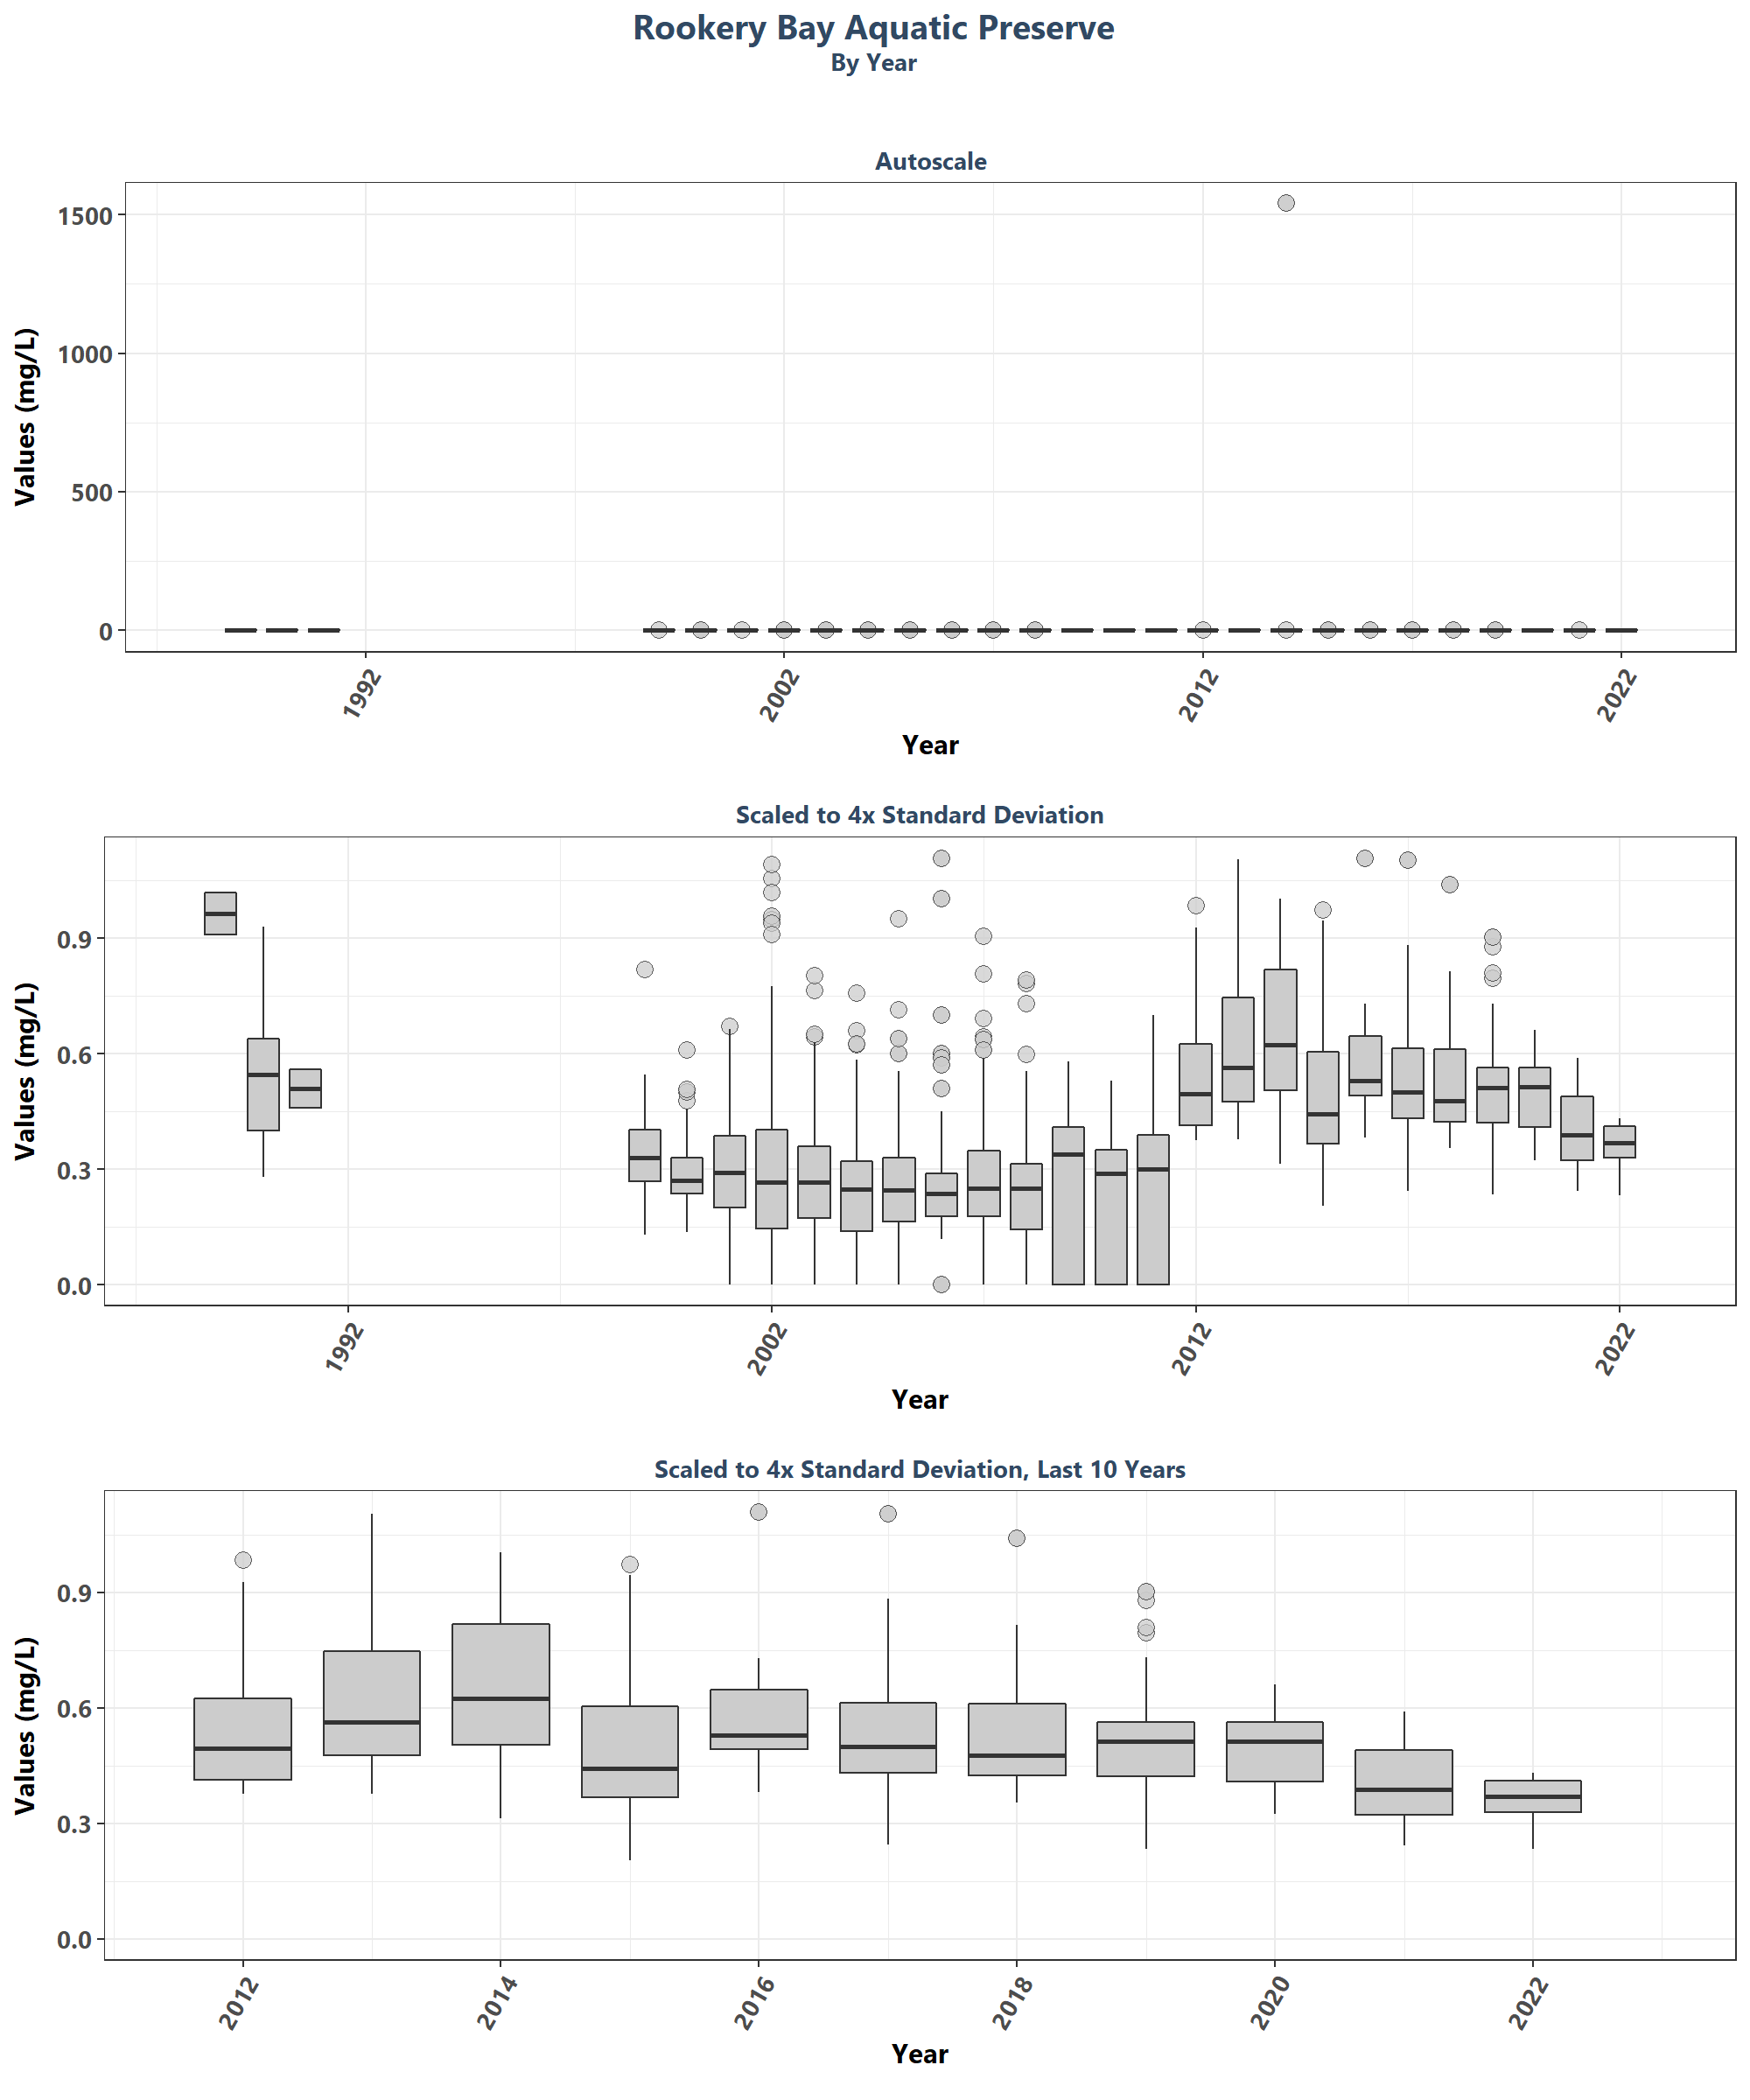 Rookery Bay Aquatic Preserve
By Year
Autoscale
Values (mg/L)
1500
1000
500
0
1992
2002
2012
2022
Year
Scaled to 4x Standard Deviation
Values (mg/L)
0.9
0.6
0.3
0.0
1992
2002
2012
2022
Year
Scaled to 4x Standard Deviation, Last 10 Years
Values (mg/L)
0.9
0.6
0.3
0.0
2012
2014
2016
2018
2020
2022
Year